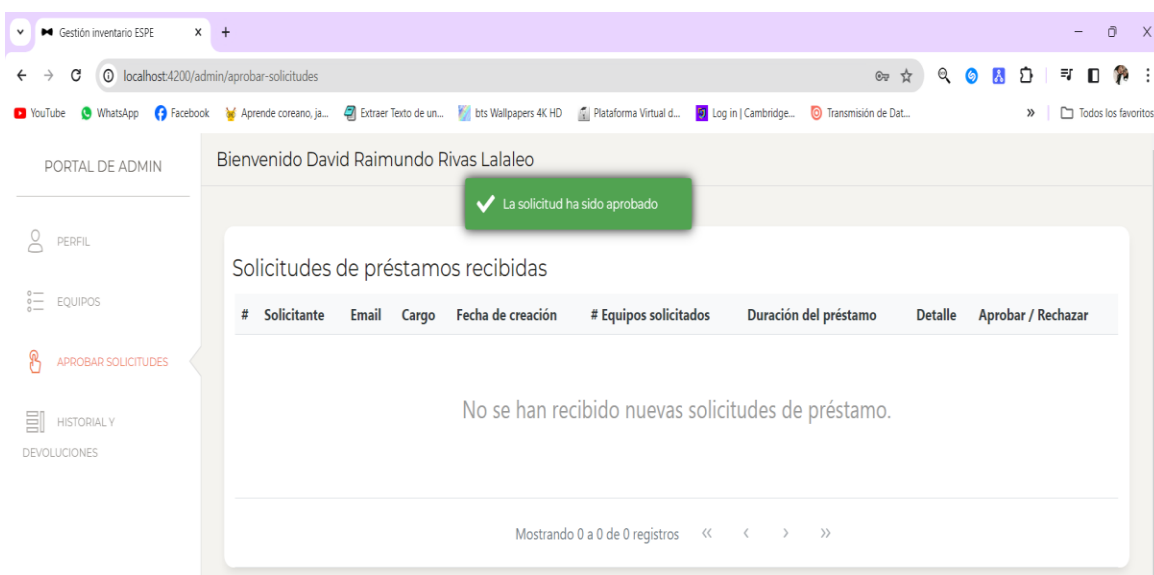 Gestión inventario ESPE
localhost:4200/admin/aprobar-solicitudes
YouTube WhatsApp Facebook Aprende coreano, ja... Extraer Texto de un... bts Wallpapers 4K HD Plataforma Virtual d... Log in | Cambridge... Transmisión de Dat... » Todos los favoritos
PORTAL DE ADMIN
Bienvenido David Raimundo Rivas Lalaleo
La solicitud ha sido aprobado
PERFIL
EQUIPOS
APROBAR SOLICITUDES
HISTORIAL Y
DEVOLUCIONES
Solicitudes de préstamos recibidas
# Solicitante Email Cargo Fecha de creación # Equipos solicitados Duración del préstamo Detalle Aprobar / Rechazar
No se han recibido nuevas solicitudes de préstamo.
Mostrando 0 a 0 de 0 registros